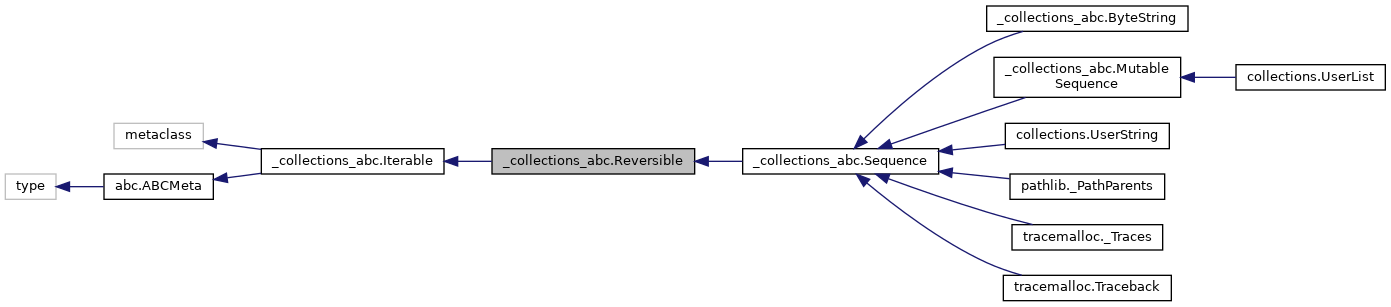 _collections_abc.ByteString
_collections_abc.Mutable
Sequence
collections.UserList
metaclass
collections.UserString
_collections_abc.Iterable
_collections_abc.Reversible
_collections_abc.Sequence
type
abc.ABCMeta
pathlib._PathParents
tracemalloc._Traces
tracemalloc.Traceback